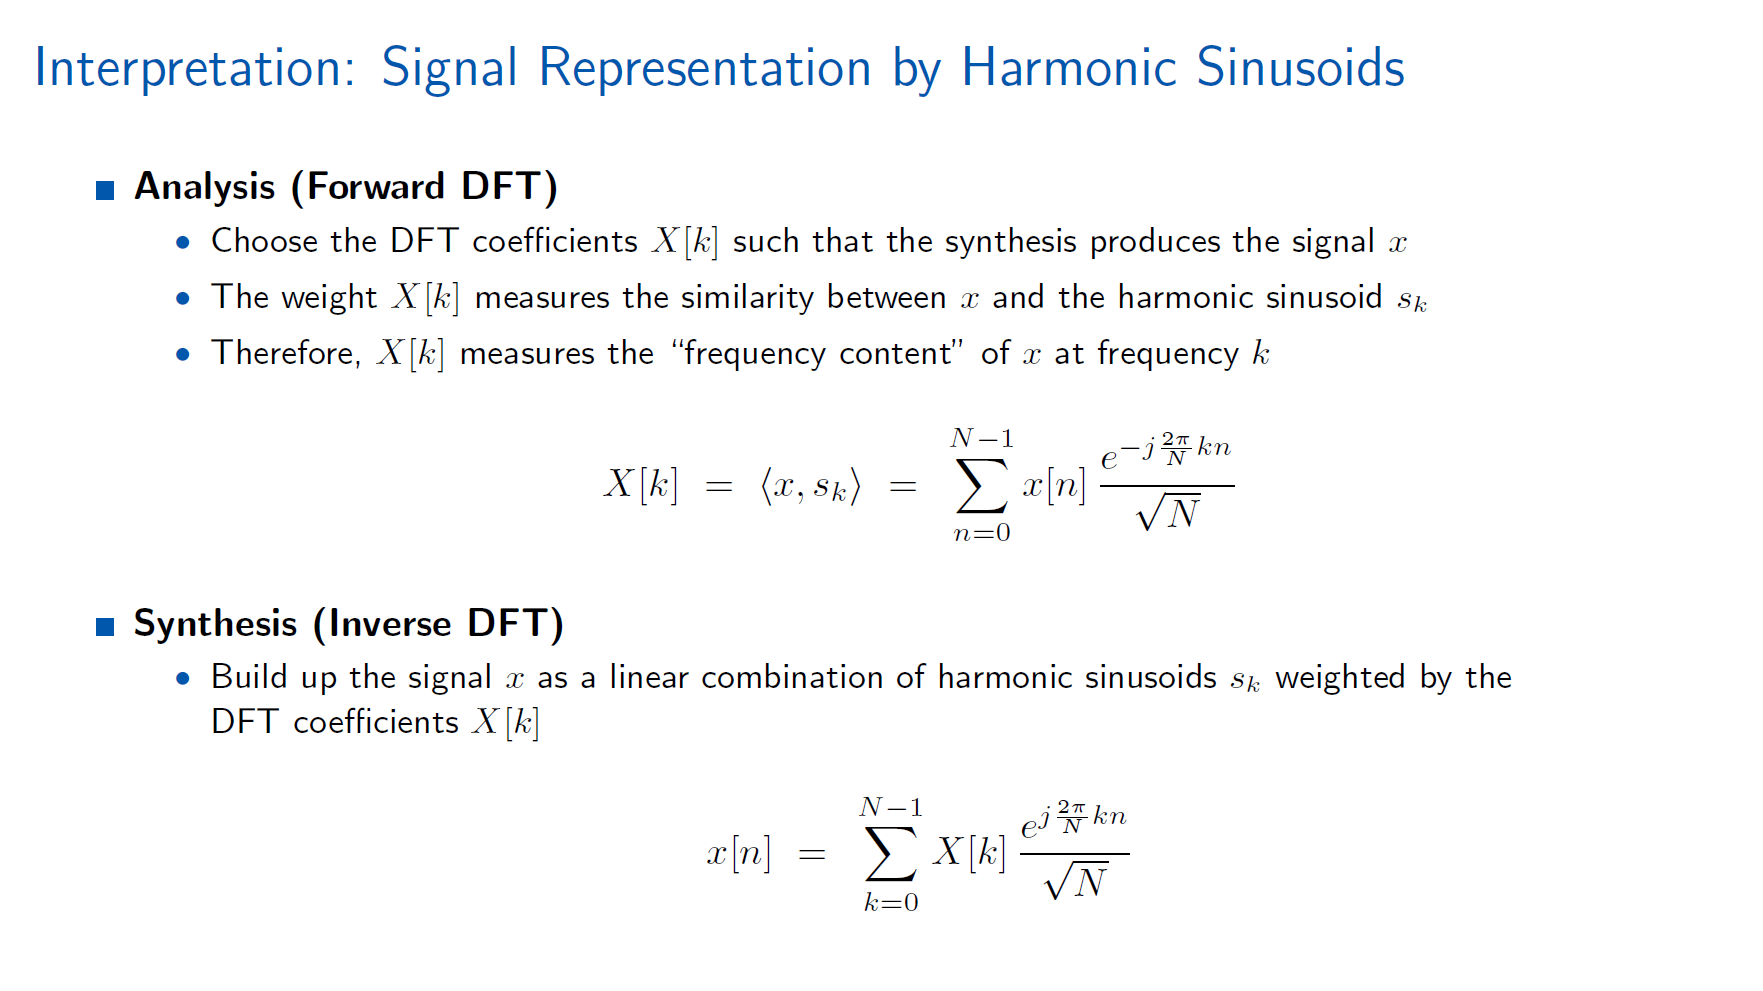 Interpretation: Signal Representation by Harmonic Sinusoids
■ Analysis (Forward DFT)
• Choose the DFT coefficients X[k] such that the synthesis produces the signal x
• The weight X[k] measures the similarity between x and the harmonic sinusoid s_k
• Therefore, X[k] measures the “frequency content” of x at frequency k
X[k] = ⟨x, s_k⟩ = \sum_{n=0}^{N-1} x[n] \frac{e^{-j\frac{2\pi}{N}kn}}{\sqrt{N}}
■ Synthesis (Inverse DFT)
• Build up the signal x as a linear combination of harmonic sinusoids s_k weighted by the
DFT coefficients X[k]
x[n] = \sum_{k=0}^{N-1} X[k] \frac{e^{j\frac{2\pi}{N}kn}}{\sqrt{N}}